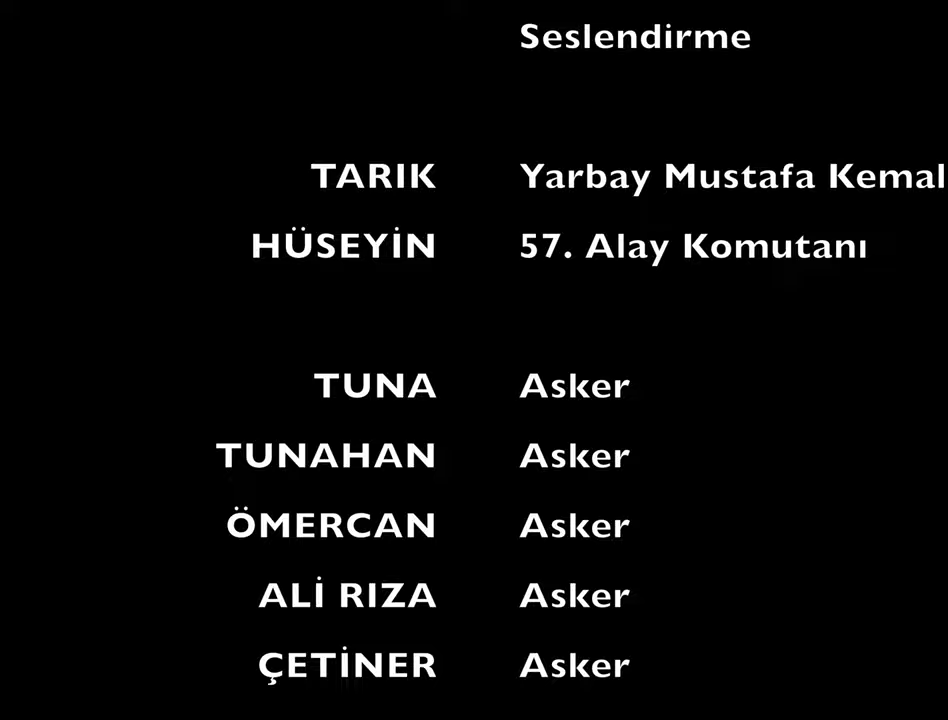 Seslendirme
TARIK Yarbay Mustafa Kemal
HÜSEYİN 57. Alay Komutanı
TUNA Asker
TUNAHAN Asker
ÖMERCAN Asker
ALİ RIZA Asker
ÇETİNER Asker